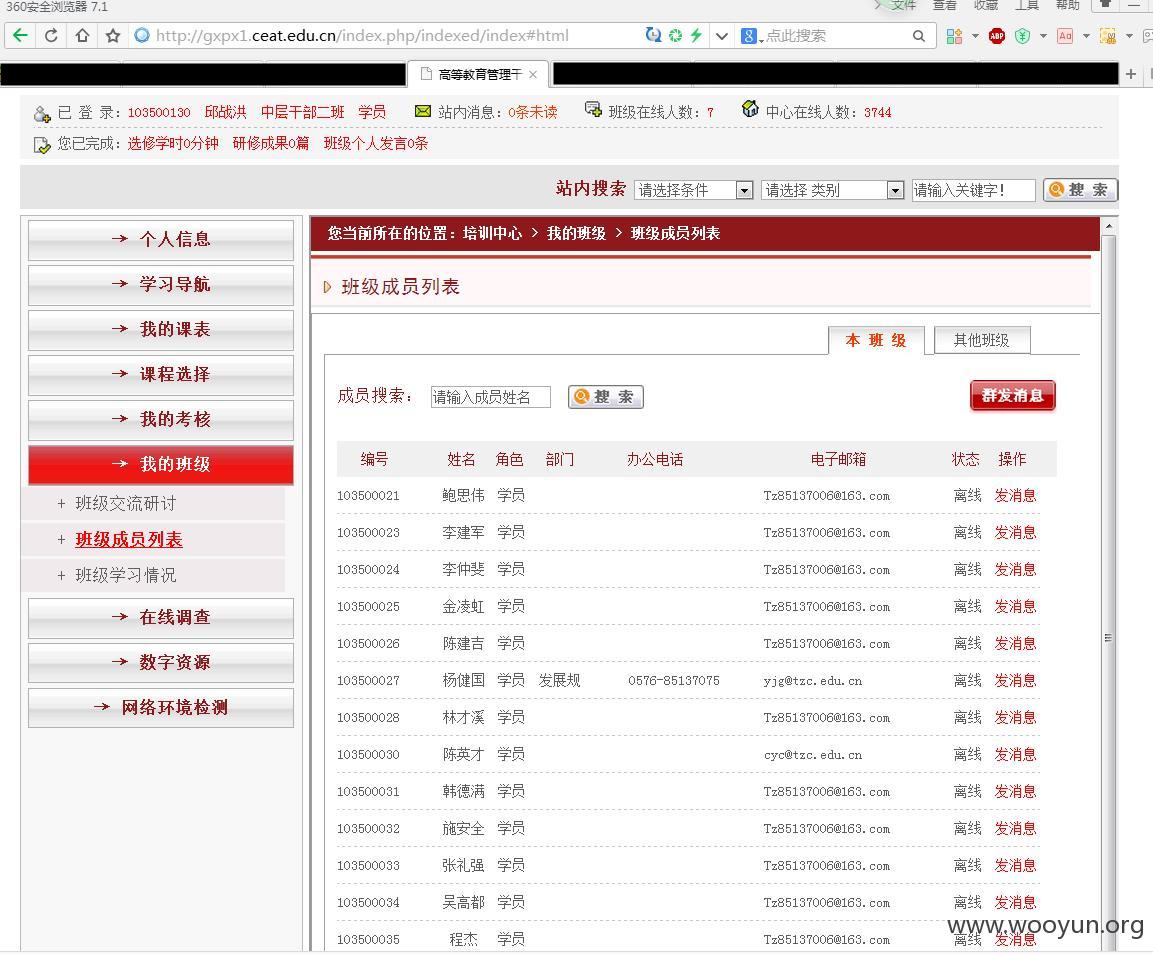 360安全浏览器 7.1
文件 查看 收藏 工具 帮助
http://gxpx1.ceat.edu.cn/index.php/indexed/index#html
8 点此搜索
ABP
Aa
高等教育管理干 ×
已 登 录：103500130 邱战洪 中层干部二班 学员 站内消息：0条未读 班级在线人数：7 中心在线人数：3744
您已完成：选修学时0分钟 研修成果0篇 班级个人发言0条
站内搜索 请选择条件 请选择 类别 请输入关键字! 搜 索
→ 个人信息
→ 学习导航
→ 我的课表
→ 课程选择
→ 我的考核
→ 我的班级
+ 班级交流研讨
+ 班级成员列表
+ 班级学习情况
→ 在线调查
→ 数字资源
→ 网络环境检测
您当前所在的位置：培训中心 > 我的班级 > 班级成员列表
班级成员列表
本 班 级 其他班级
成员搜索： 请输入成员姓名 搜 索 群发消息
编号 姓名 角色 部门 办公电话 电子邮箱 状态 操作
103500021 鲍思伟 学员 Tz85137006@163.com 离线 发消息
103500023 李建军 学员 Tz85137006@163.com 离线 发消息
103500024 李仲斐 学员 Tz85137006@163.com 离线 发消息
103500025 金凌虹 学员 Tz85137006@163.com 离线 发消息
103500026 陈建吉 学员 Tz85137006@163.com 离线 发消息
103500027 杨健国 学员 发展规 0576-85137075 yjg@tzc.edu.cn 离线 发消息
103500028 林才溪 学员 Tz85137006@163.com 离线 发消息
103500030 陈英才 学员 cyc@tzc.edu.cn 离线 发消息
103500031 韩德满 学员 Tz85137006@163.com 离线 发消息
103500032 施安全 学员 Tz85137006@163.com 离线 发消息
103500033 张礼强 学员 Tz85137006@163.com 离线 发消息
103500034 吴高都 学员 Tz85137006@163.com 离线 发消息
103500035 程杰 学员 Tz85137006@163.com 离线 发消息
www.wooyun.org